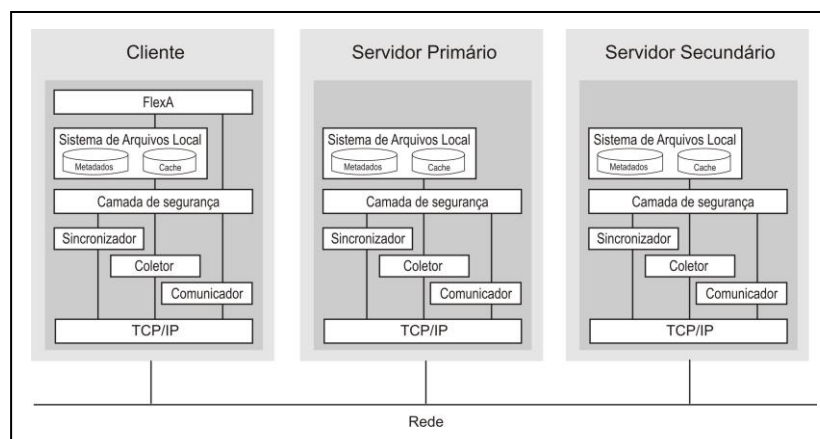 Cliente
FlexA
Sistema de Arquivos Local
Metadados
Cache
Camada de segurança
Sincronizador
Coletor
Comunicador
TCP/IP
Servidor Primário
Sistema de Arquivos Local
Metadados
Cache
Camada de segurança
Sincronizador
Coletor
Comunicador
TCP/IP
Servidor Secundário
Sistema de Arquivos Local
Metadados
Cache
Camada de segurança
Sincronizador
Coletor
Comunicador
TCP/IP
Rede